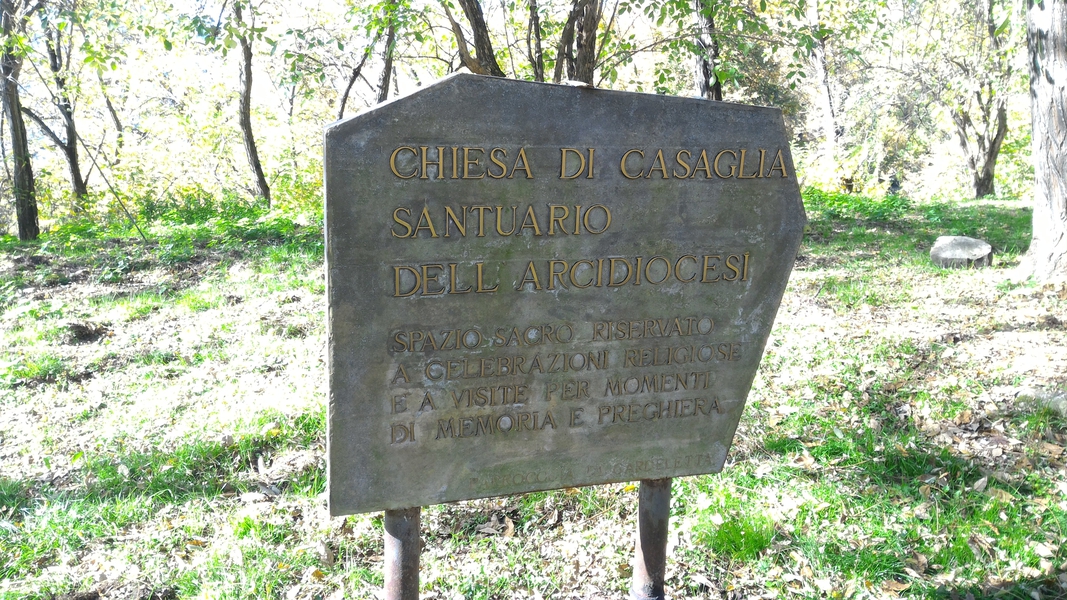 CHIESA DI CASAGLIA
SANTUARIO
DELL ARCIDIOCESI
SPAZIO SACRO RISERVATO
A CELEBRAZIONI RELIGIOSE
E A VISITE PER MOMENTI
DI MEMORIA E PREGHIERA